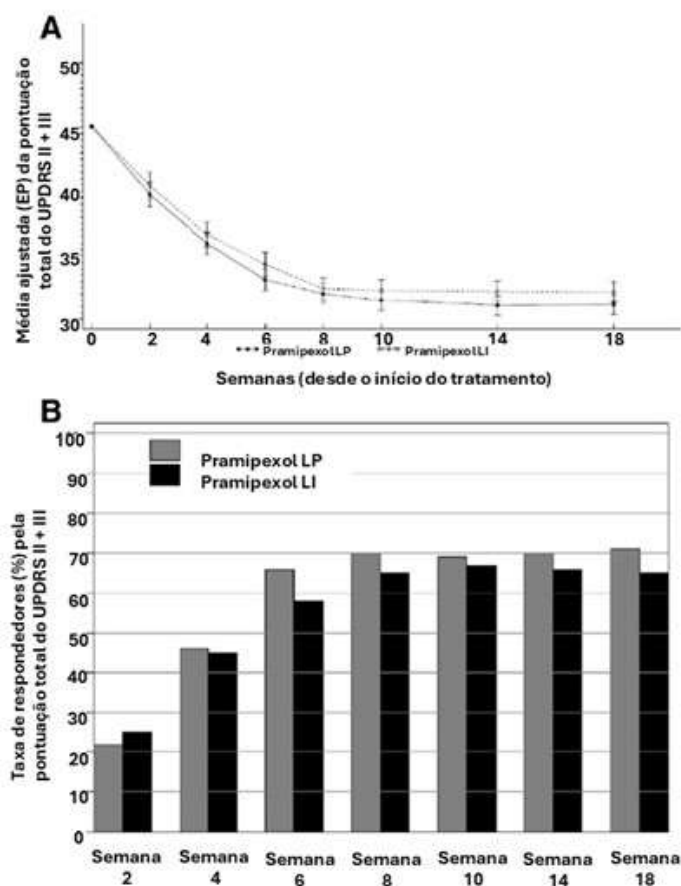 A
Média ajustada (EP) da pontuação
total do UPDRS II + III
50
45
40
35
30
0 2 4 6 8 10 14 18
Pramipexol LP Pramipexol LI
Semanas (desde o início do tratamento)
B
Taxa de respondedores (%) pela
pontuação total do UPDRS II + III
100
90
80
70
60
50
40
30
20
10
0
Pramipexol LP
Pramipexol LI
Semana Semana Semana Semana Semana Semana Semana
2 4 6 8 10 14 18